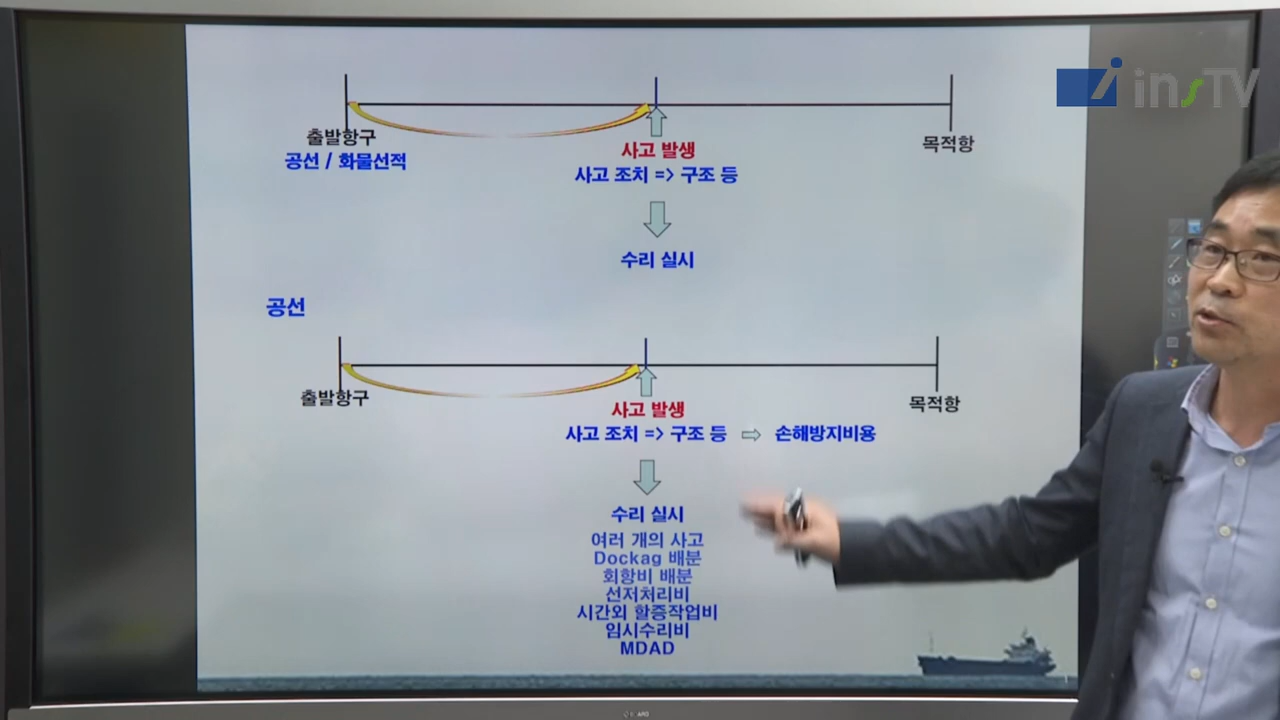 insTV
출발항구
공선 / 화물선적
사고 발생
사고 조치 => 구조 등
목적항
수리 실시
공선
출발항구
사고 발생
사고 조치 => 구조 등
손해방지비용
목적항
수리 실시
여러 개의 사고
Dockag 배분
회항비 배분
선저처리비
시간외 할증작업비
임시수리비
MDAD